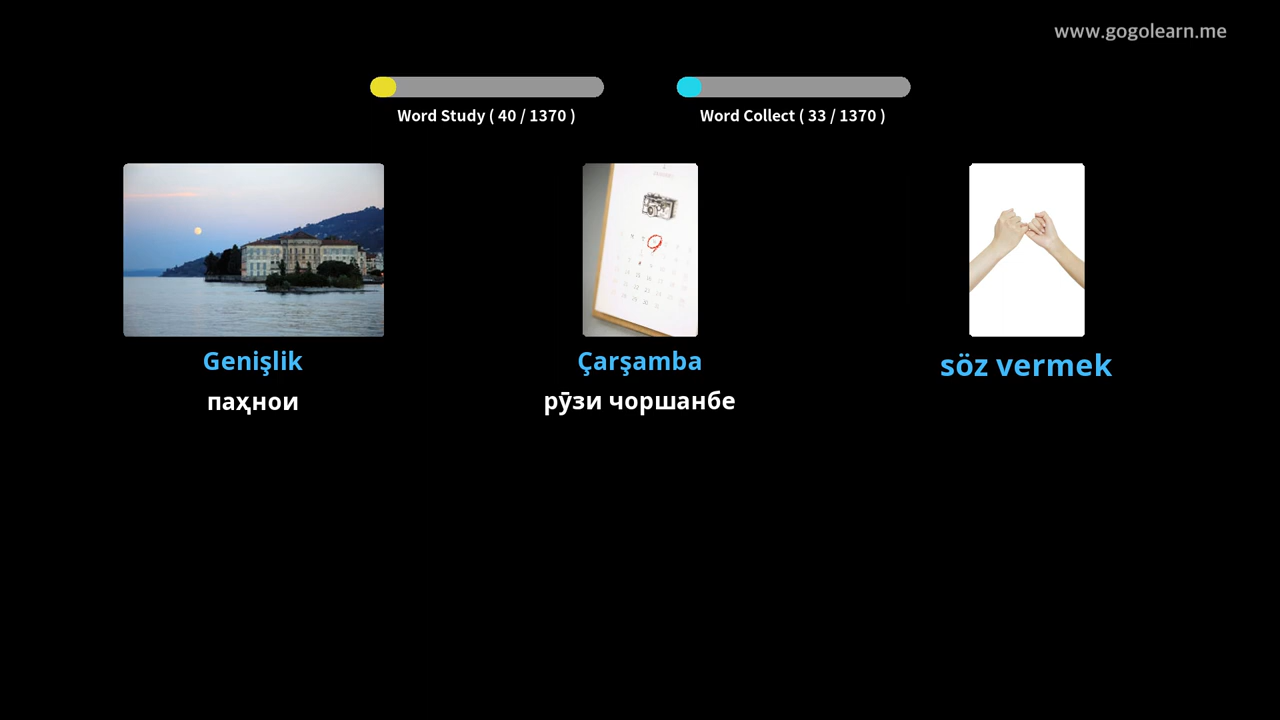 www.gogolearn.me
Word Study ( 40 / 1370 )
Word Collect ( 33 / 1370 )
Genişlik
паҳнои
Çarşamba
рӯзи чоршанбе
söz vermek